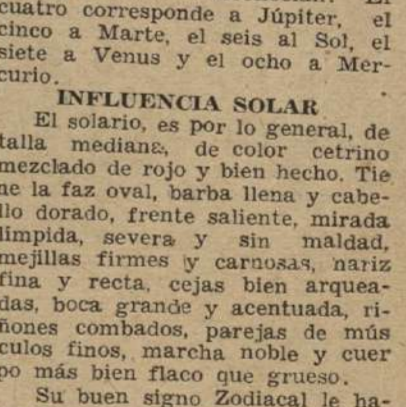 cuatro corresponde a Júpiter, el
cinco a Marte, el seis al Sol, el
siete a Venus y el ocho a Mer-
curio.
INFLUENCIA SOLAR
El solario, es por lo general, de
talla mediana, de color cetrino
mezclado de rojo y bien hecho. Tie
ne la faz oval, barba llena y cabe-
llo dorado, frente saliente, mirada
limpida, severa y sin maldad,
mejillas firmes y carnosas, nariz
fina y recta, cejas bien arquea-
das, boca grande y acentuada, ri-
ñones combados, parejas de mús
culos finos, marcha noble y cuer
po más bien flaco que grueso.
Su buen signo Zodiacal le ha-